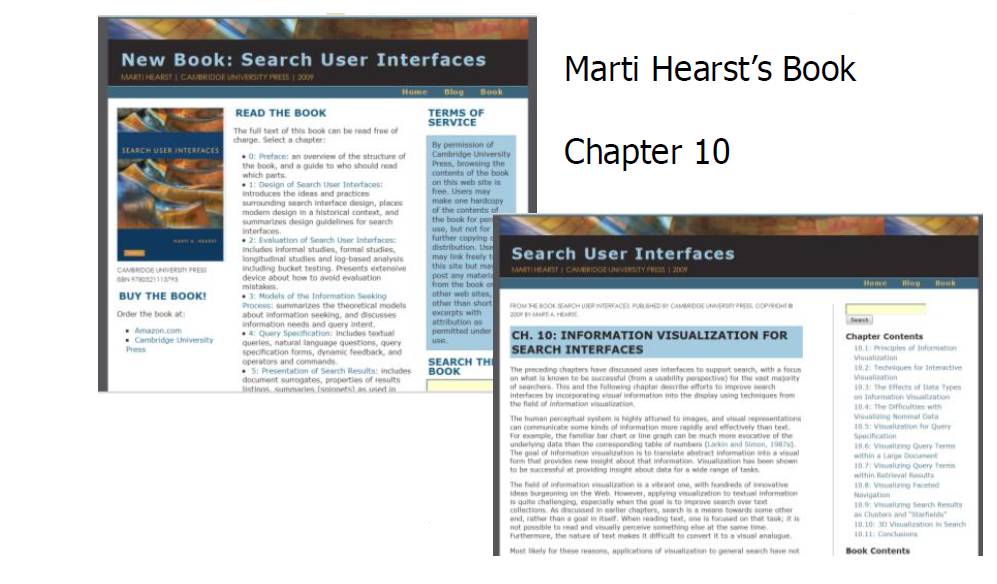 New Book: Search User Interfaces
MARTI HEARST | CAMBRIDGE UNIVERSITY PRESS | 2009
Home Blog Book
SEARCH USER INTERFACES
MARTI A. HEARST
CAMBRIDGE UNIVERSITY PRESS
ISBN 9780521113793
BUY THE BOOK!
Order the book at:
• Amazon.com
• Cambridge University
Press
READ THE BOOK
The full text of this book can be read free of
charge. Select a chapter:
• 0: Preface: an overview of the structure of
the book, and a guide to who should read
which parts.
• 1: Design of Search User Interfaces:
introduces the ideas and practices
surrounding search interface design, places
modern design in a historical context, and
summarizes design guidelines for search
interfaces.
• 2: Evaluation of Search User Interfaces:
includes informal studies, formal studies,
longitudinal studies and log-based analysis
including bucket testing. Presents extensive
device about how to avoid evaluation
mistakes.
• 3: Models of the Information Seeking
Process: summarizes the theoretical models
about information seeking, and discusses
information needs and query intent.
• 4: Query Specification: includes textual
queries, natural language questions, query
specification forms, dynamic feedback, and
operators and commands.
• 5: Presentation of Search Results: includes
document surrogates, properties of results
listings, summaries (snippets) as used in
TERMS OF
SERVICE
By permission of
Cambridge University
Press, browsing the
contents of the book
on this web site is
free. Users may
make one hardcopy
of the contents of
the book for
use, but not for
further copying
distribution.
may link freely
this site but
post any
from the book
other web sites,
other than short
excerpts with
attribution as
permitted under
use.
SEARCH
BOOK
Marti Hearst's Book
Chapter 10
Search User Interfaces
MARTI HEARST | CAMBRIDGE UNIVERSITY PRESS | 2009
Home Blog Book
FROM THE BOOK SEARCH USER INTERFACES, PUBLISHED BY CAMBRIDGE UNIVERSITY PRESS. COPYRIGHT ©
2009 BY MARTI A. HEARST.
CH. 10: INFORMATION VISUALIZATION FOR
SEARCH INTERFACES
The preceding chapters have discussed user interfaces to support search, with a focus
on what is known to be successful (from a usability perspective) for the vast majority
of searchers. This and the following chapter describe efforts to improve search
interfaces by incorporating visual information into the display using techniques from
the field of information visualization.
The human perceptual system is highly attuned to images, and visual representations
can communicate some kinds of information more rapidly and effectively than text.
For example, the familiar bar chart or line graph can be much more evocative of the
underlying data than the corresponding table of numbers (Larkin and Simon, 1987a).
The goal of information visualization is to translate abstract information into a visual
form that provides new insight about that information. Visualization has been shown
to be successful at providing insight about data for a wide range of tasks.
The field of information visualization is a vibrant one, with hundreds of innovative
ideas burgeoning on the Web. However, applying visualization to textual information
is quite challenging, especially when the goal is to improve search over text
collections. As discussed in earlier chapters, search is a means towards some other
end, rather than a goal in itself. When reading text, one is focused on that task; it is
not possible to read and visually perceive something else at the same time.
Furthermore, the nature of text makes it difficult to convert it to a visual analogue.
Most likely for these reasons, applications of visualization to general search have not
Search
Chapter Contents
10.1: Principles of Information
Visualization
10.2: Techniques for Interactive
Visualization
10.3: The Effects of Data Types
on Information Visualization
10.4: The Difficulties with
Visualizing Nominal Data
10.5: Visualization for Query
Specification
10.6: Visualizing Query Terms
within a Large Document
10.7: Visualizing Query Terms
within Retrieval Results
10.8: Visualizing Faceted
Navigation
10.9: Visualizing Search Results
as Clusters and "Starfields"
10.10: 3D Visualization in Search
10.11: Conclusions
Book Contents